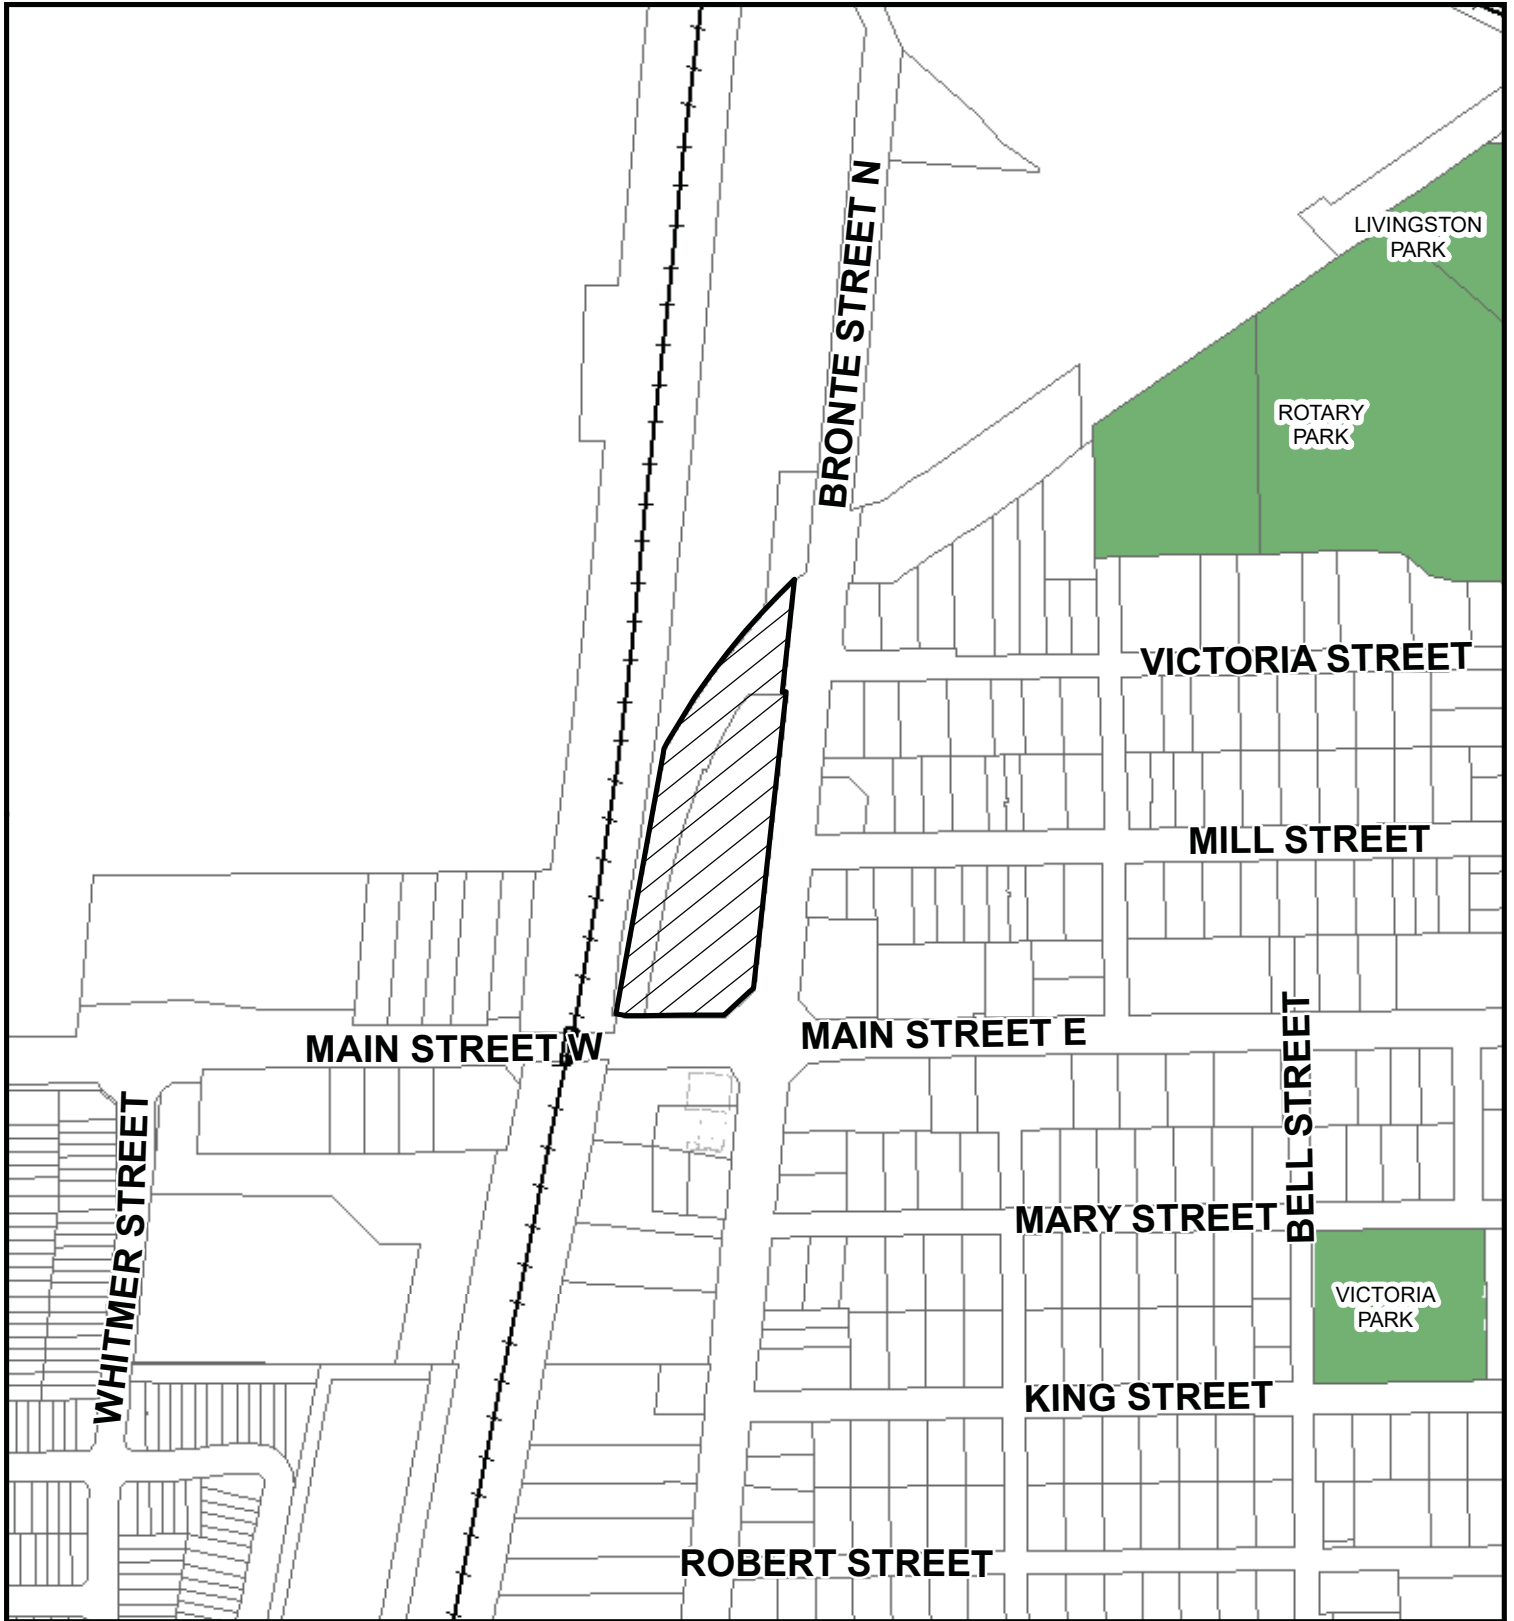 BRONTE STREET N
LIVINGSTON
PARK
ROTARY
PARK
VICTORIA STREET
MILL STREET
MAIN STREET W
MAIN STREET E
BELL STREET
WHITMER STREET
MARY STREET
VICTORIA
PARK
KING STREET
ROBERT STREET